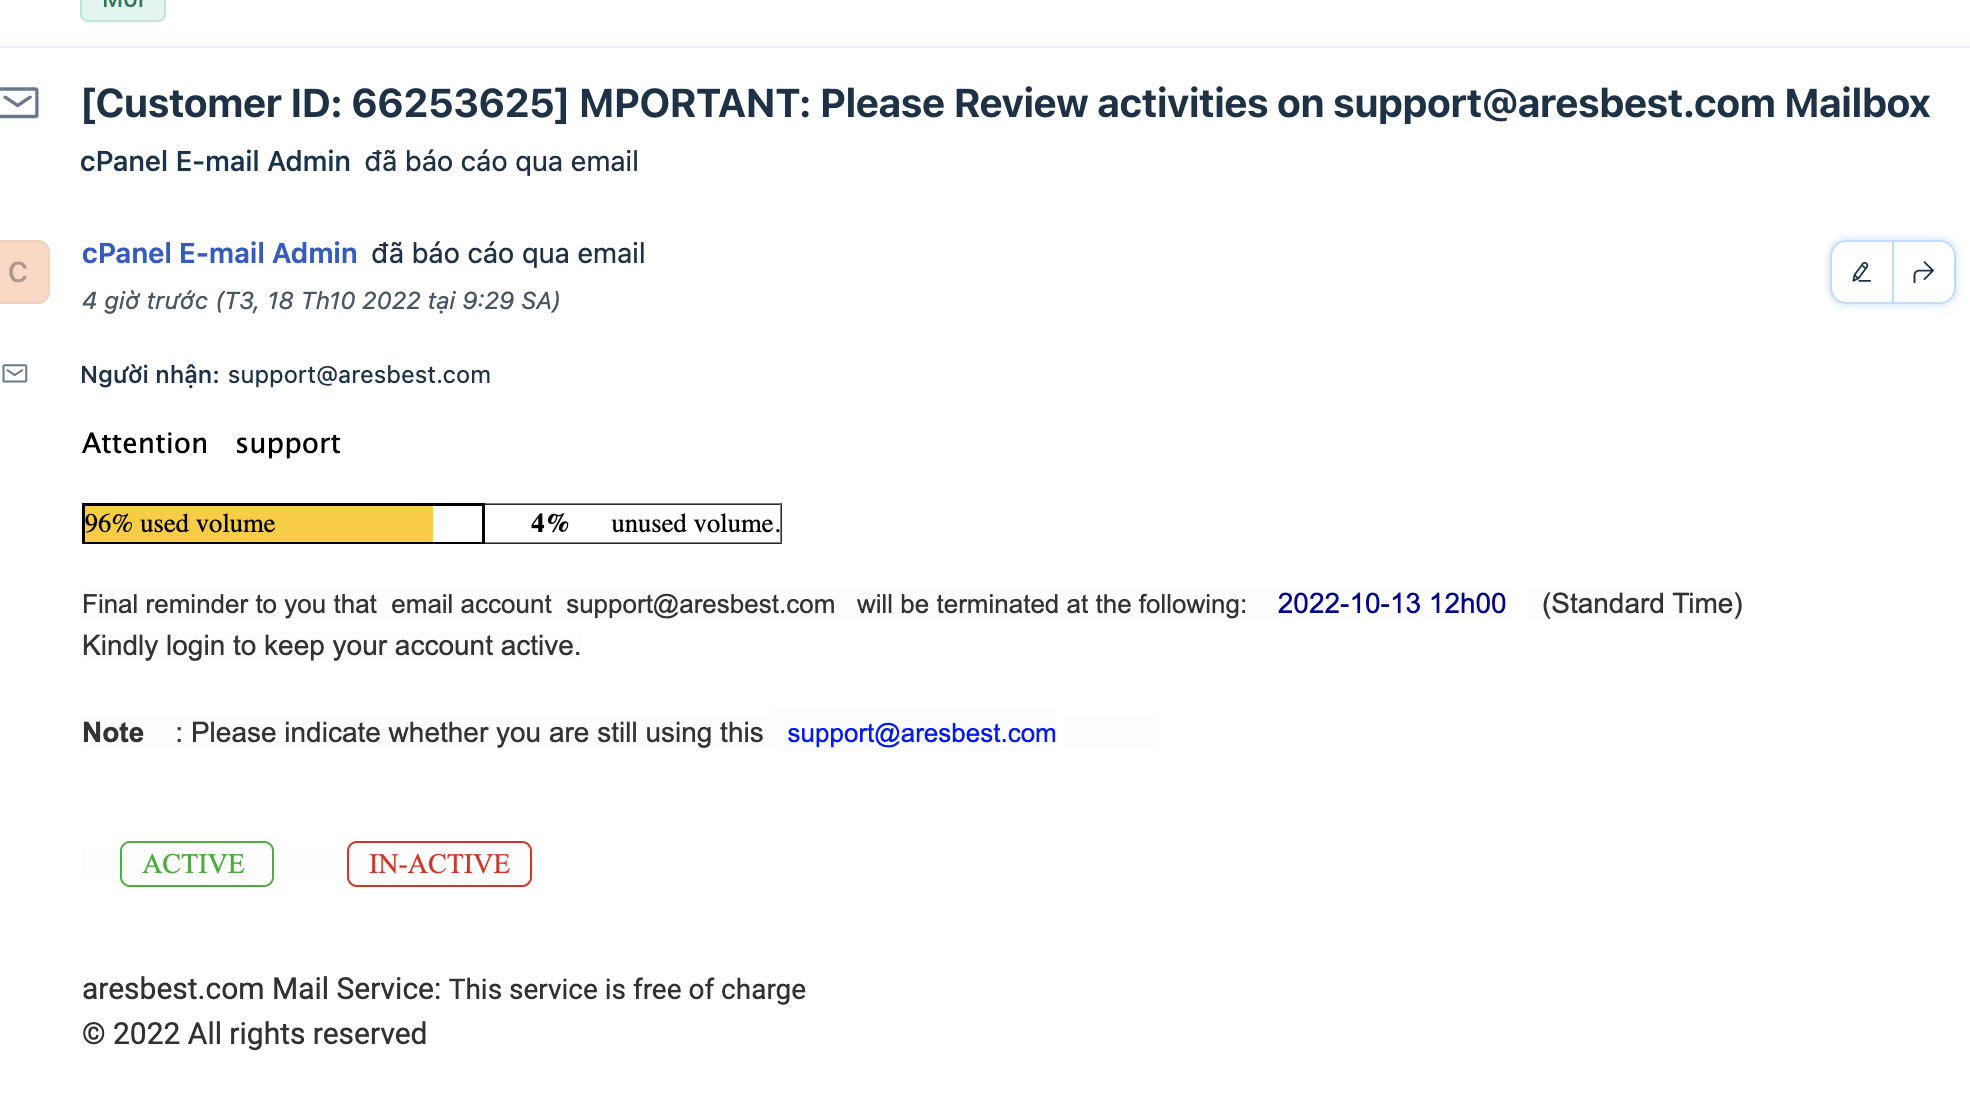 Mới
[Customer ID: 66253625] MPORTANT: Please Review activities on support@aresbest.com Mailbox
cPanel E-mail Admin đã báo cáo qua email
C
cPanel E-mail Admin đã báo cáo qua email
4 giờ trước (T3, 18 Th10 2022 tại 9:29 SA)
Người nhận: support@aresbest.com
Attention support
96% used volume 4% unused volume.
Final reminder to you that email account support@aresbest.com will be terminated at the following: 2022-10-13 12h00 (Standard Time)
Kindly login to keep your account active.
Note : Please indicate whether you are still using this support@aresbest.com
ACTIVE IN-ACTIVE
aresbest.com Mail Service: This service is free of charge
© 2022 All rights reserved